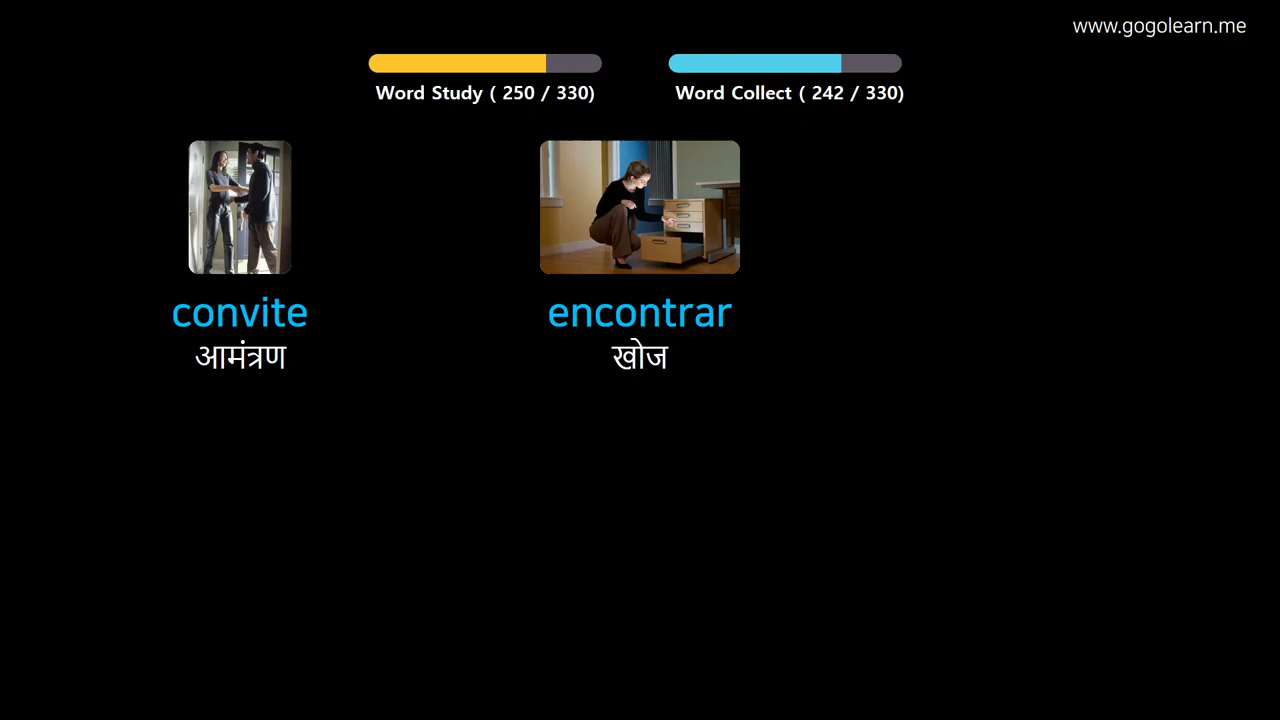 www.gogolearn.me
Word Study ( 250 / 330)
Word Collect ( 242 / 330)
convite
encontrar
आमंत्रण
खोज